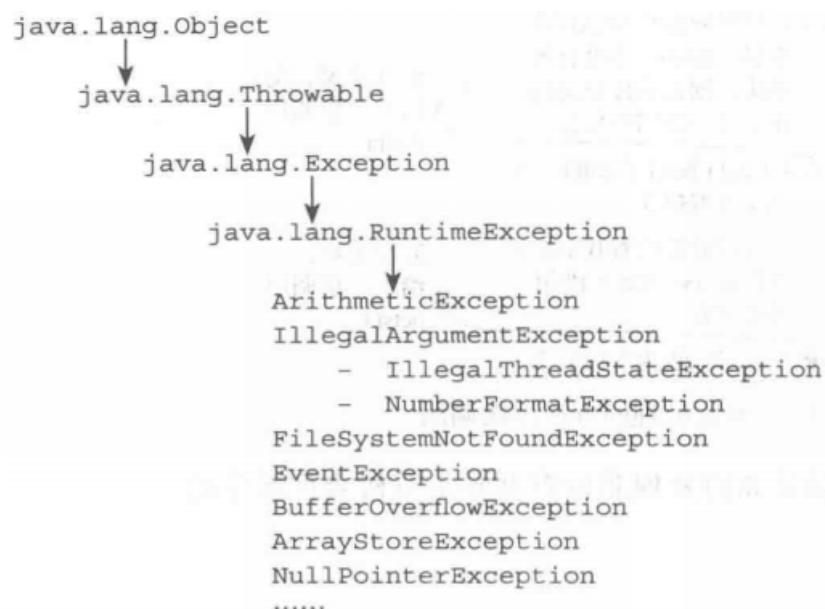 java.lang.Object
java.lang.Throwable
java.lang.Exception
java.lang.RuntimeException
ArithmeticException
IllegalArgumentException
- IllegalThreadStateException
- NumberFormatException
FileSystemNotFoundException
EventException
BufferOverflowException
ArrayStoreException
NullPointerException
......